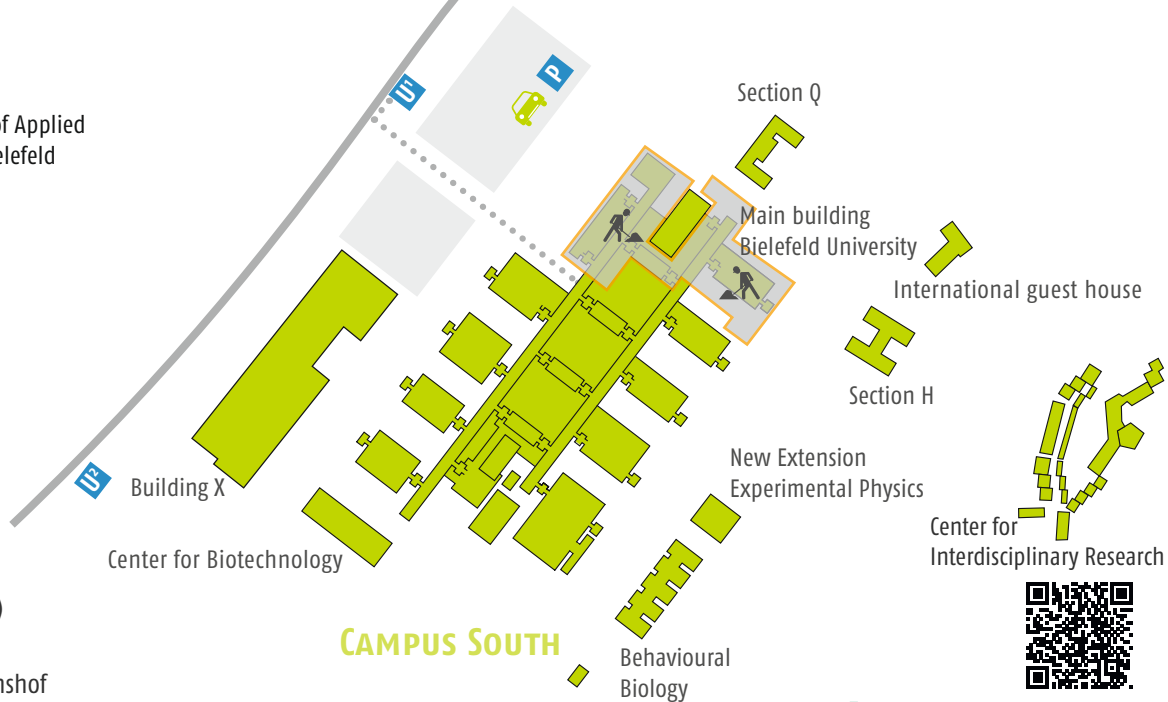 U1
P
Section Q
of Applied
elefeld
Main building
Bielefeld University
International guest house
Section H
New Extension
Experimental Physics
U2
Building X
Center for
Interdisciplinary Research
Center for Biotechnology
CAMPUS SOUTH
Behavioural
Biology
)
nshof